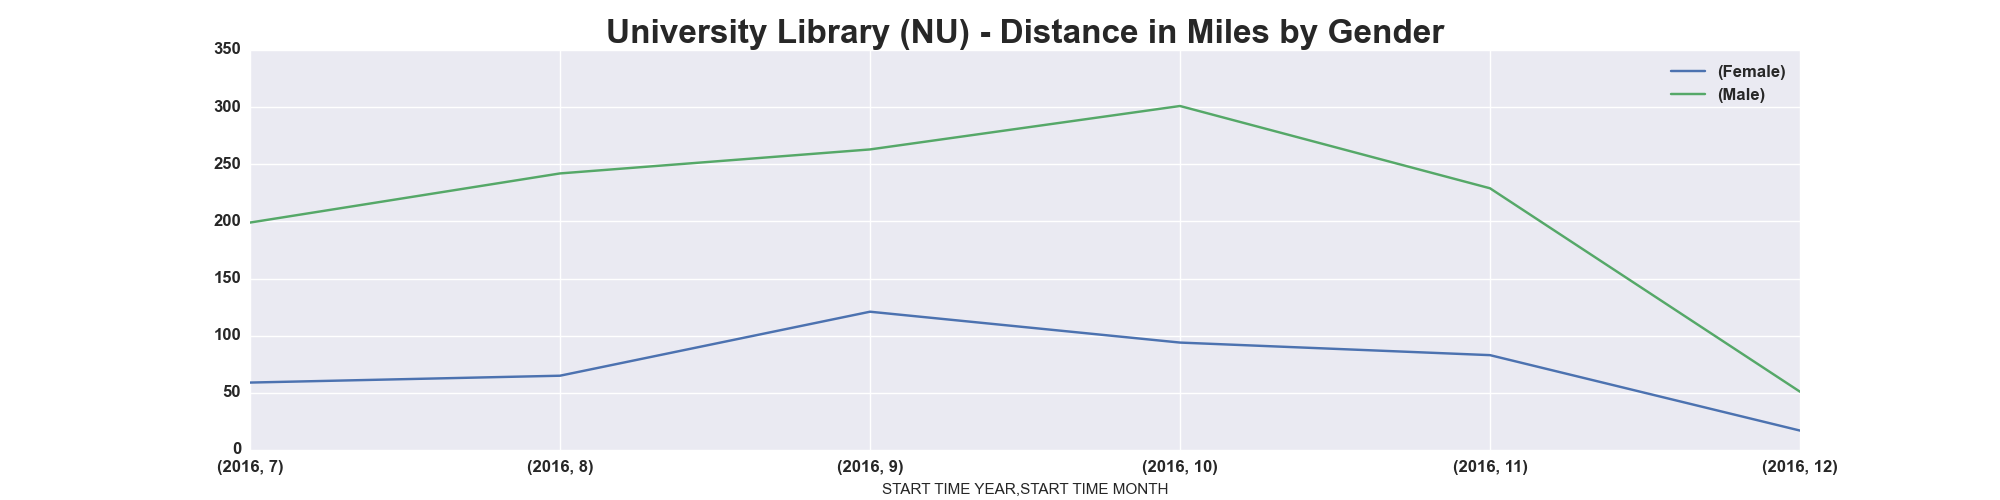 University Library (NU) - Distance in Miles by Gender
350
300
250
200
150
100
50
0
(Female)
(Male)
(2016, 7) (2016, 8) (2016, 9) (2016, 10) (2016, 11) (2016, 12)
START TIME YEAR,START TIME MONTH